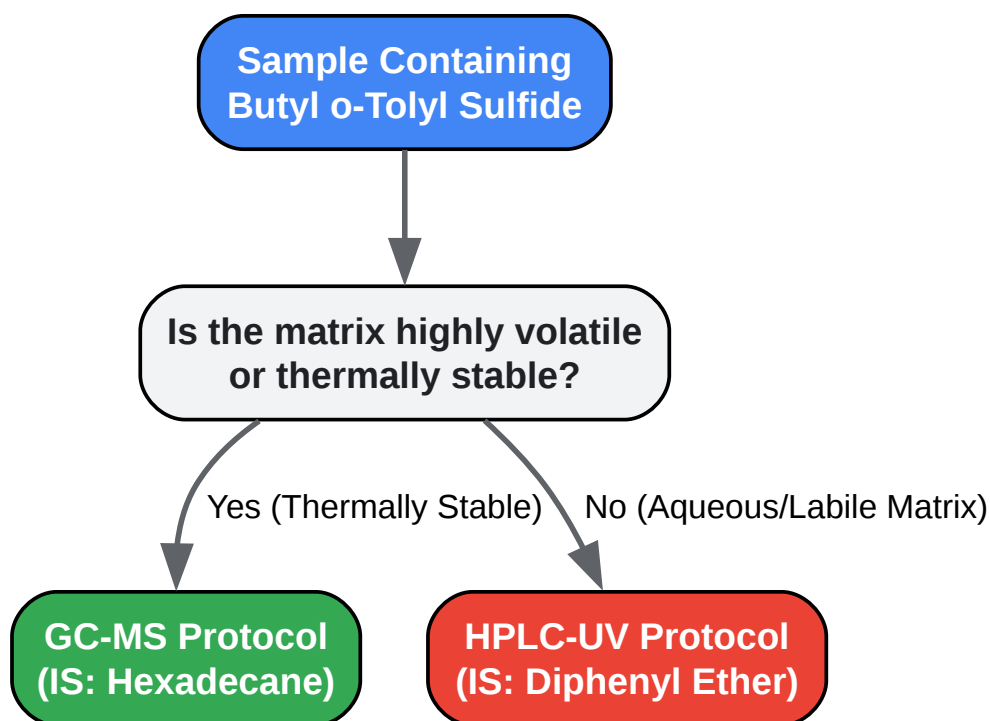 Sample Containing
Butyl o-Tolyl Sulfide
Is the matrix highly volatile
or thermally stable?
Yes (Thermally Stable)
No (Aqueous/Labile Matrix)
GC-MS Protocol
(IS: Hexadecane)
HPLC-UV Protocol
(IS: Diphenyl Ether)